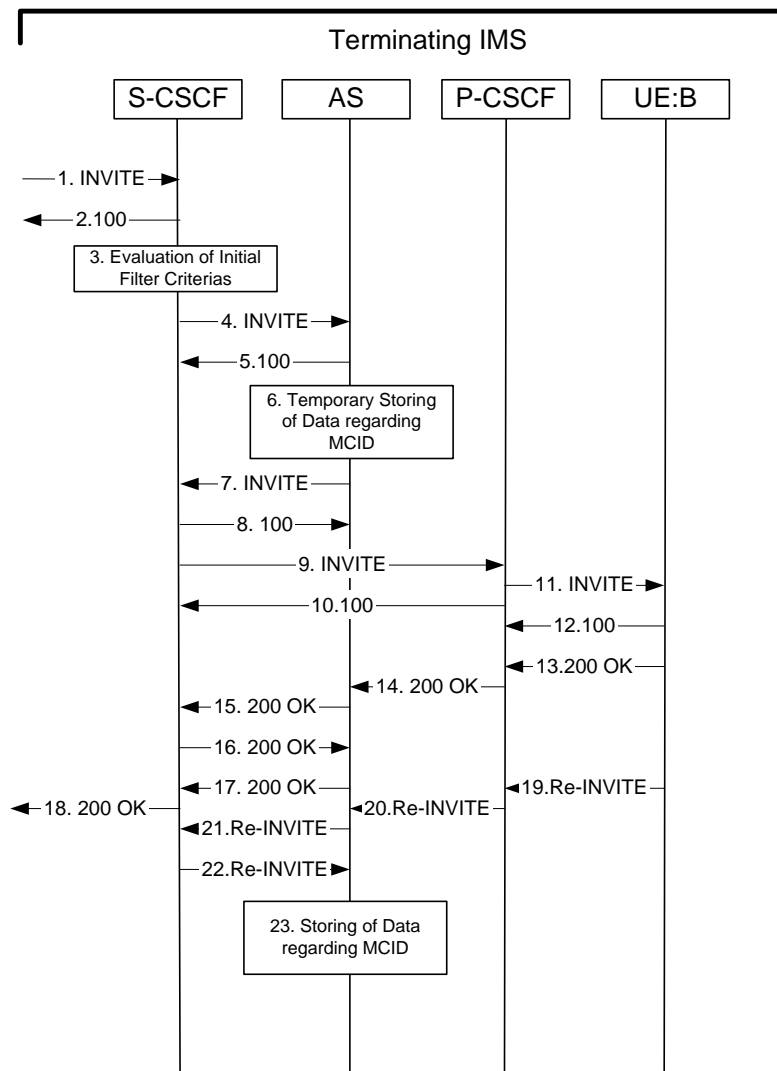 Terminating IMS
S-CSCF
AS
P-CSCF
UE:B
1. INVITE
2.100
3. Evaluation of Initial
Filter Criterias
4. INVITE
5.100
6. Temporary Storing
of Data regarding
MCID
7. INVITE
8. 100
9. INVITE
11. INVITE
10.100
12.100
13.200 OK
14. 200 OK
15. 200 OK
16. 200 OK
17. 200 OK
19.Re-INVITE
18. 200 OK
20.Re-INVITE
21.Re-INVITE
22.Re-INVITE
23. Storing of Data
regarding MCID